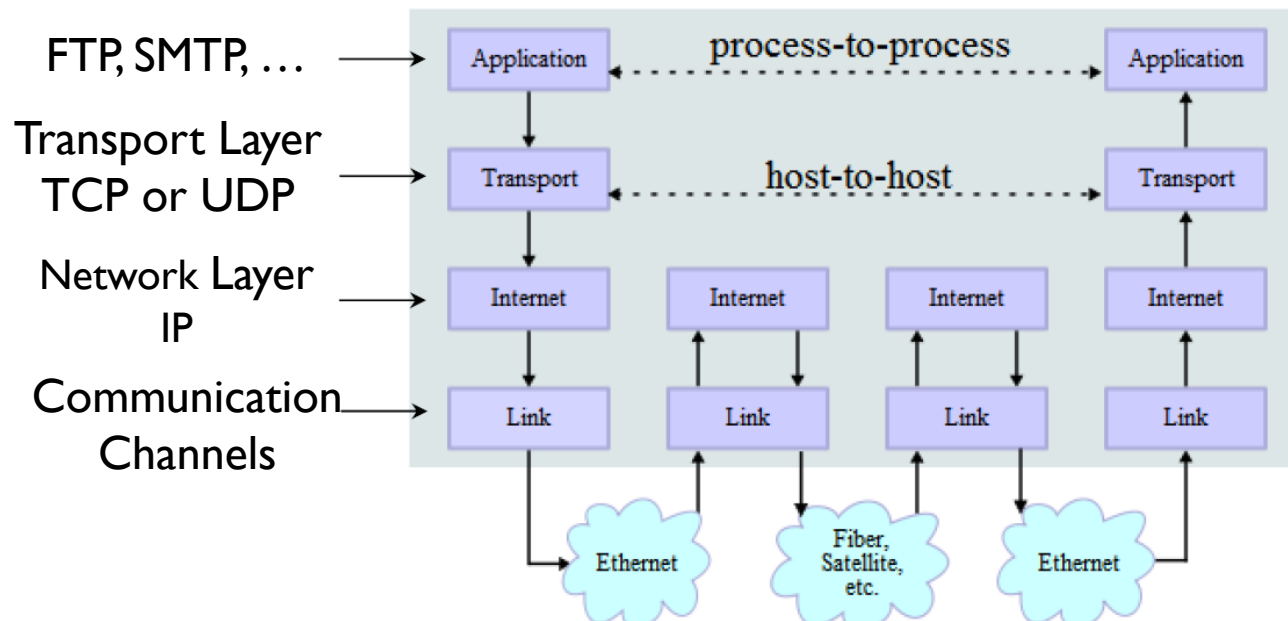 FTP, SMTP, …
Application
process-to-process
Application
Transport Layer
TCP or UDP
Transport
host-to-host
Transport
Network Layer
IP
Internet
Internet
Internet
Internet
Communication
Channels
Link
Link
Link
Link
Ethernet
Fiber,
Satellite,
etc.
Ethernet